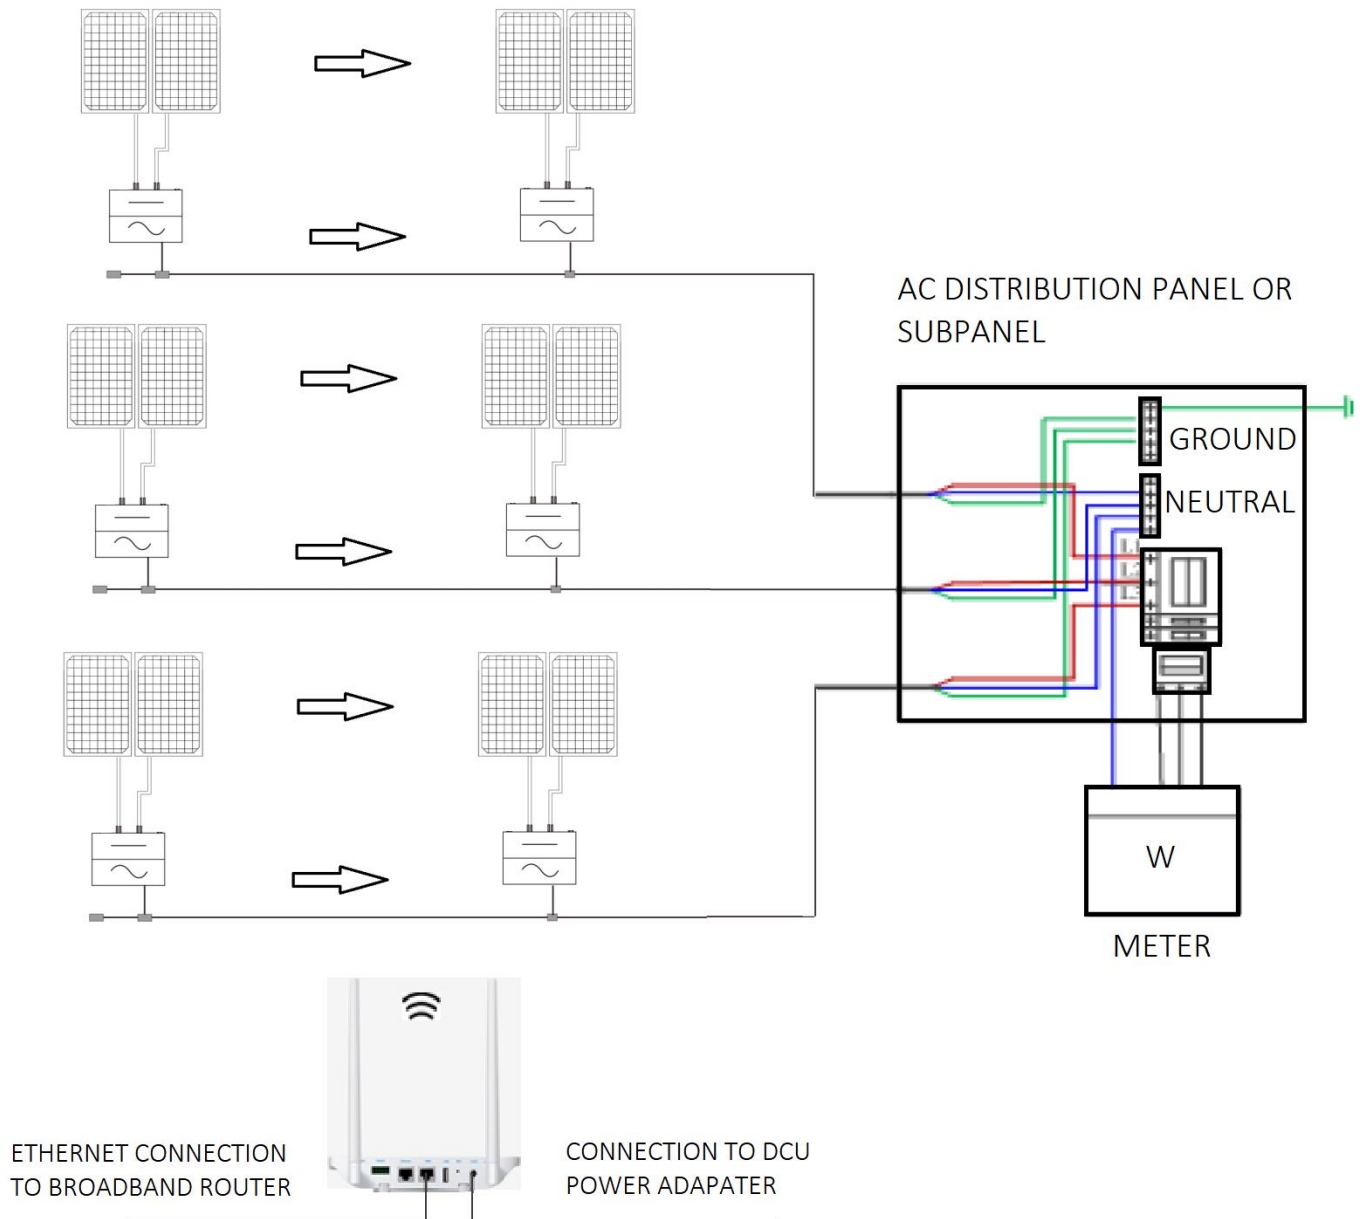 AC DISTRIBUTION PANEL OR
SUBPANEL
GROUND
NEUTRAL
W
METER
ETHERNET CONNECTION
TO BROADBAND ROUTER
CONNECTION TO DCU
POWER ADAPATER